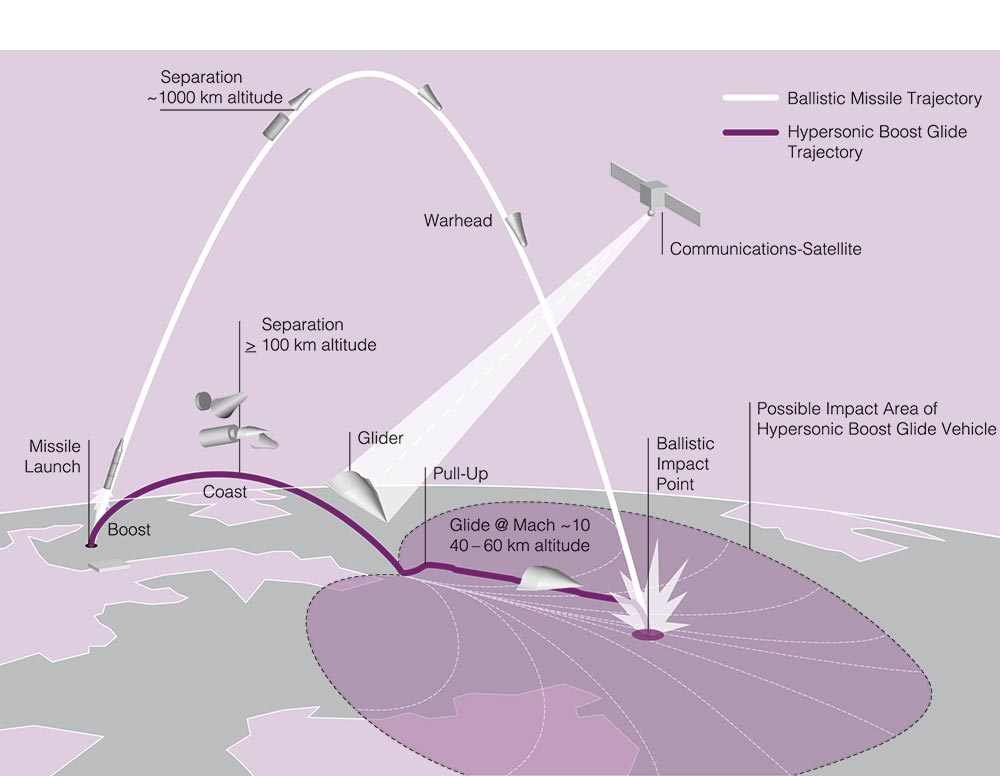 Separation
~1000 km altitude
Ballistic Missile Trajectory
Hypersonic Boost Glide
Trajectory
Warhead
Communications-Satellite
Separation
≥ 100 km altitude
Possible Impact Area of
Hypersonic Boost Glide Vehicle
Missile
Launch
Glider
Ballistic
Impact
Point
Pull-Up
Coast
Boost
Glide @ Mach ~10
40 – 60 km altitude